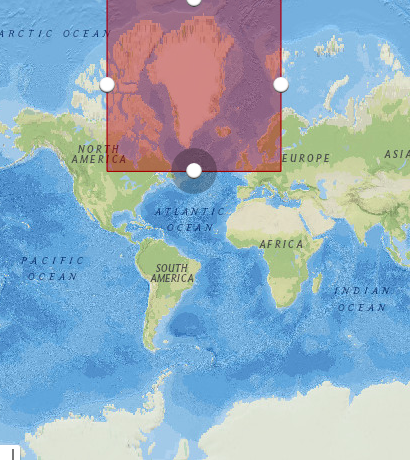 ARCTIC OCEAN
NORTH
AMERICA
EUROPE
ASIA
ATLANTIC
OCEAN
AFRICA
PACIFIC
OCEAN
SOUTH
AMERICA
INDIAN
OCEAN